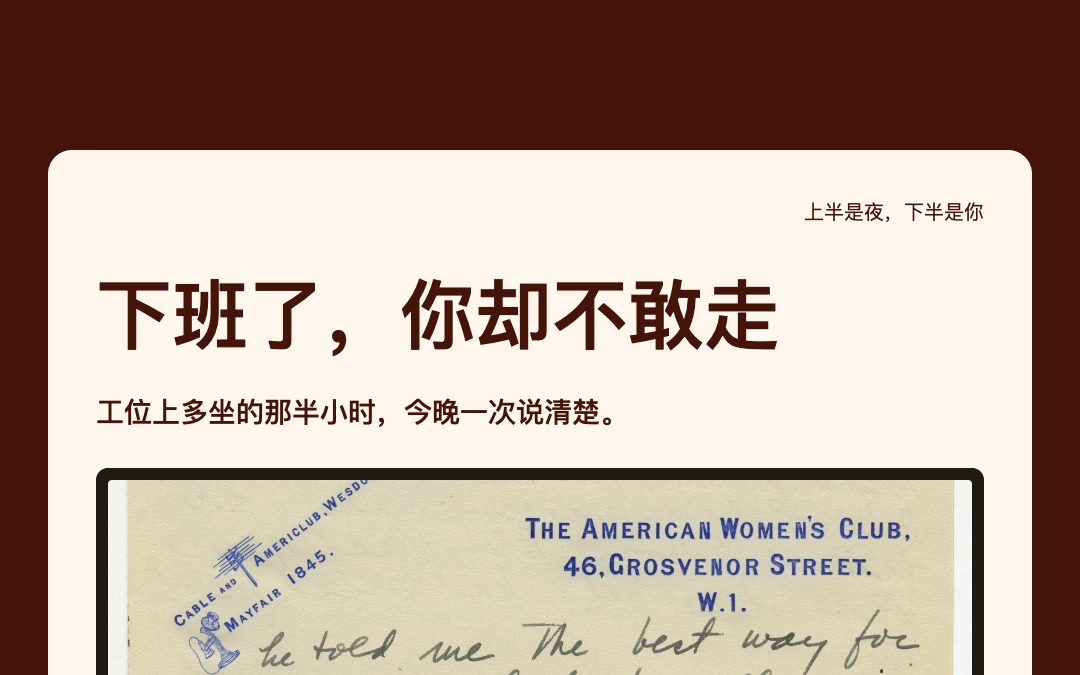 上半是夜，下半是你
下班了，你却不敢走
工位上多坐的那半小时，今晚一次说清楚。
CABLE AND AMERICLUB, WESDO
MAYFAIR 1845.
THE AMERICAN WOMEN'S CLUB,
46, GROSVENOR STREET.
W.1.
he told me The best way for